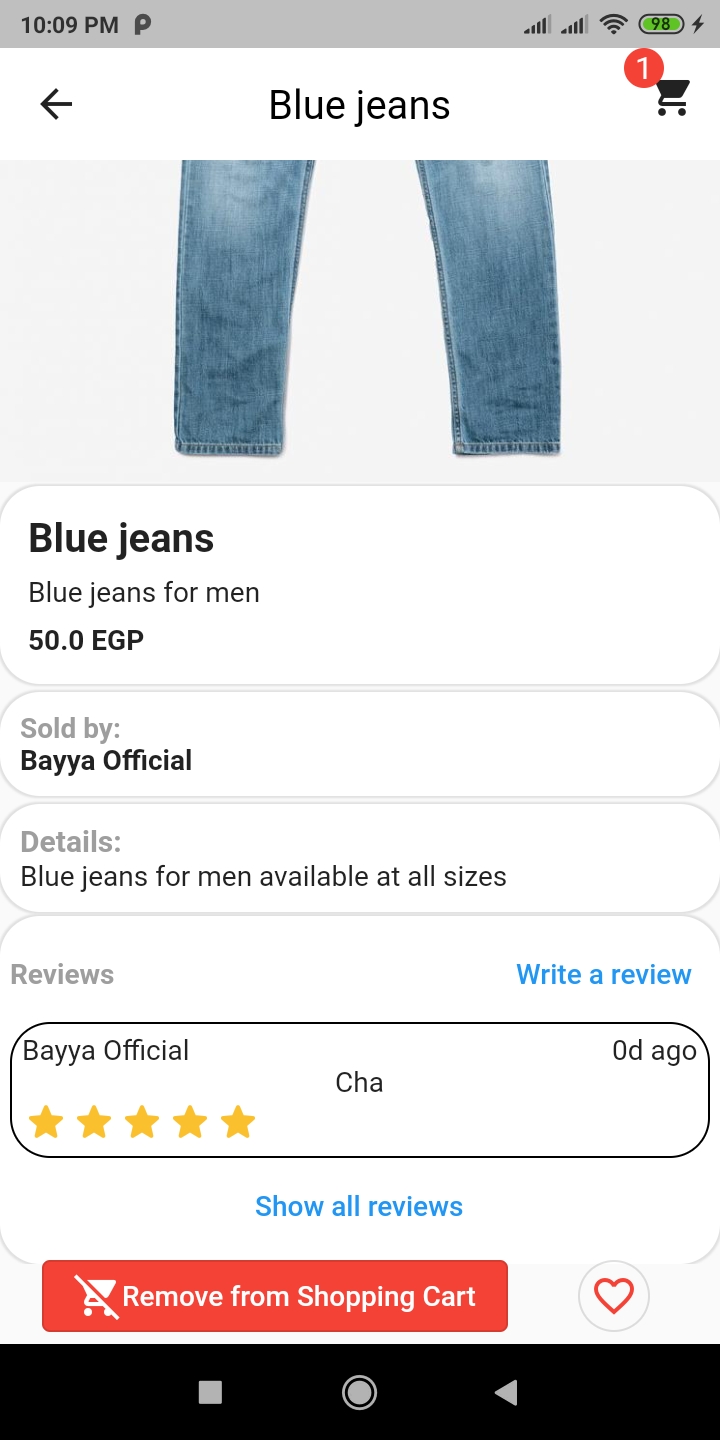 10:09 PM
98
Blue jeans
1
Blue jeans
Blue jeans for men
50.0 EGP
Sold by:
Bayya Official
Details:
Blue jeans for men available at all sizes
Reviews
Write a review
Bayya Official
0d ago
Cha
Show all reviews
Remove from Shopping Cart